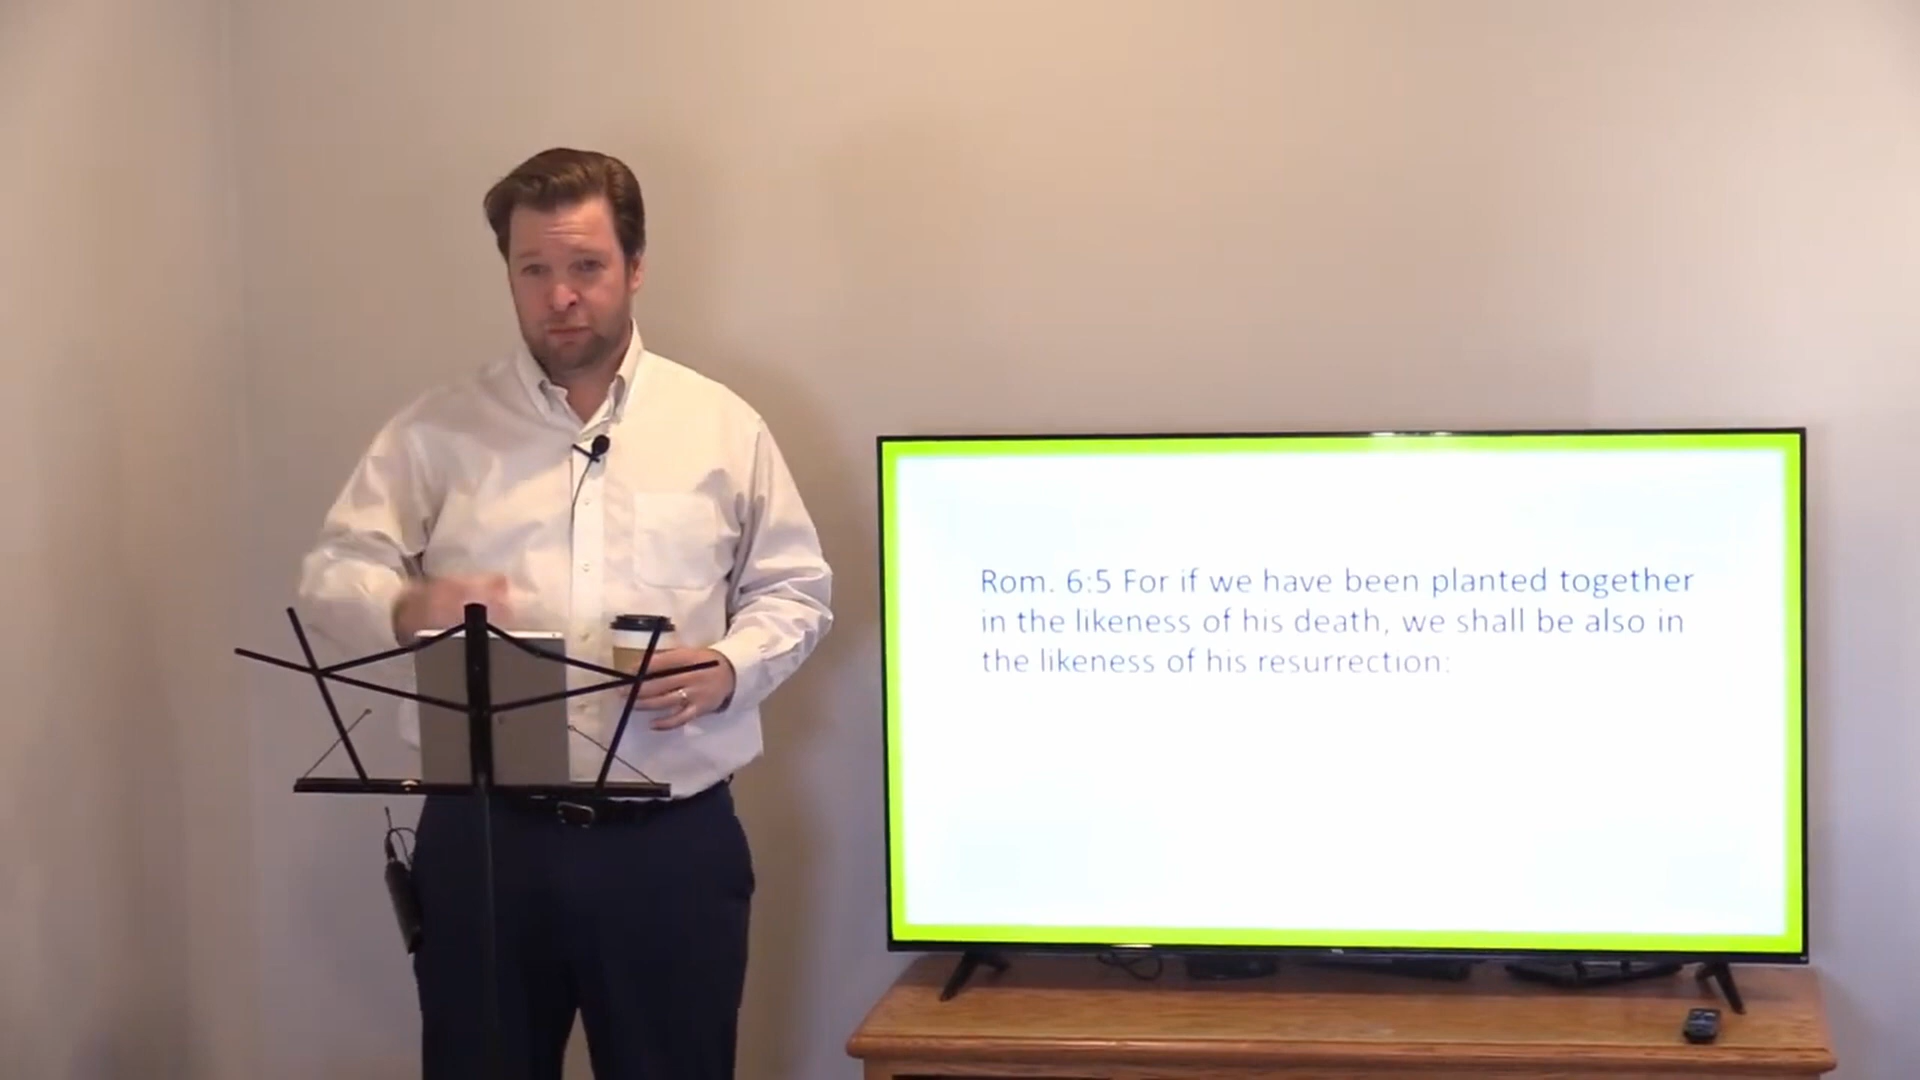 Rom. 6:5 For if we have been planted together
in the likeness of his death, we shall be also in
the likeness of his resurrection: